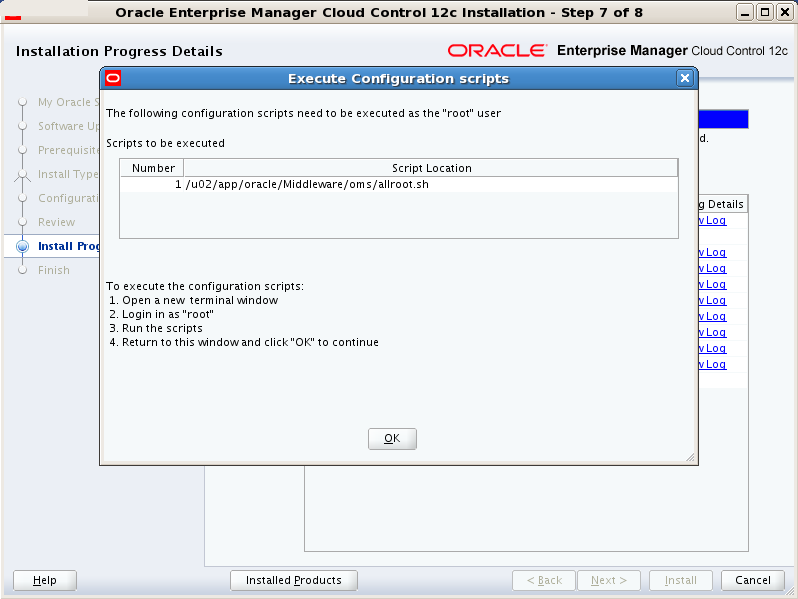 Oracle Enterprise Manager Cloud Control 12c Installation - Step 7 of 8
Installation Progress Details
ORACLE Enterprise Manager Cloud Control 12c
Execute Configuration scripts
The following configuration scripts need to be executed as the "root" user
Scripts to be executed
Number Script Location
1 /u02/app/oracle/Middleware/oms/allroot.sh
To execute the configuration scripts:
1. Open a new terminal window
2. Login in as "root"
3. Run the scripts
4. Return to this window and click "OK" to continue
OK
My Oracle
Software
Install Type
Review
Install
Finish
d.
Details
Log
Log
Log
Log
Log
Log
Log
Log
Log
Help
Installed Products
< Back
Next >
Install
Cancel